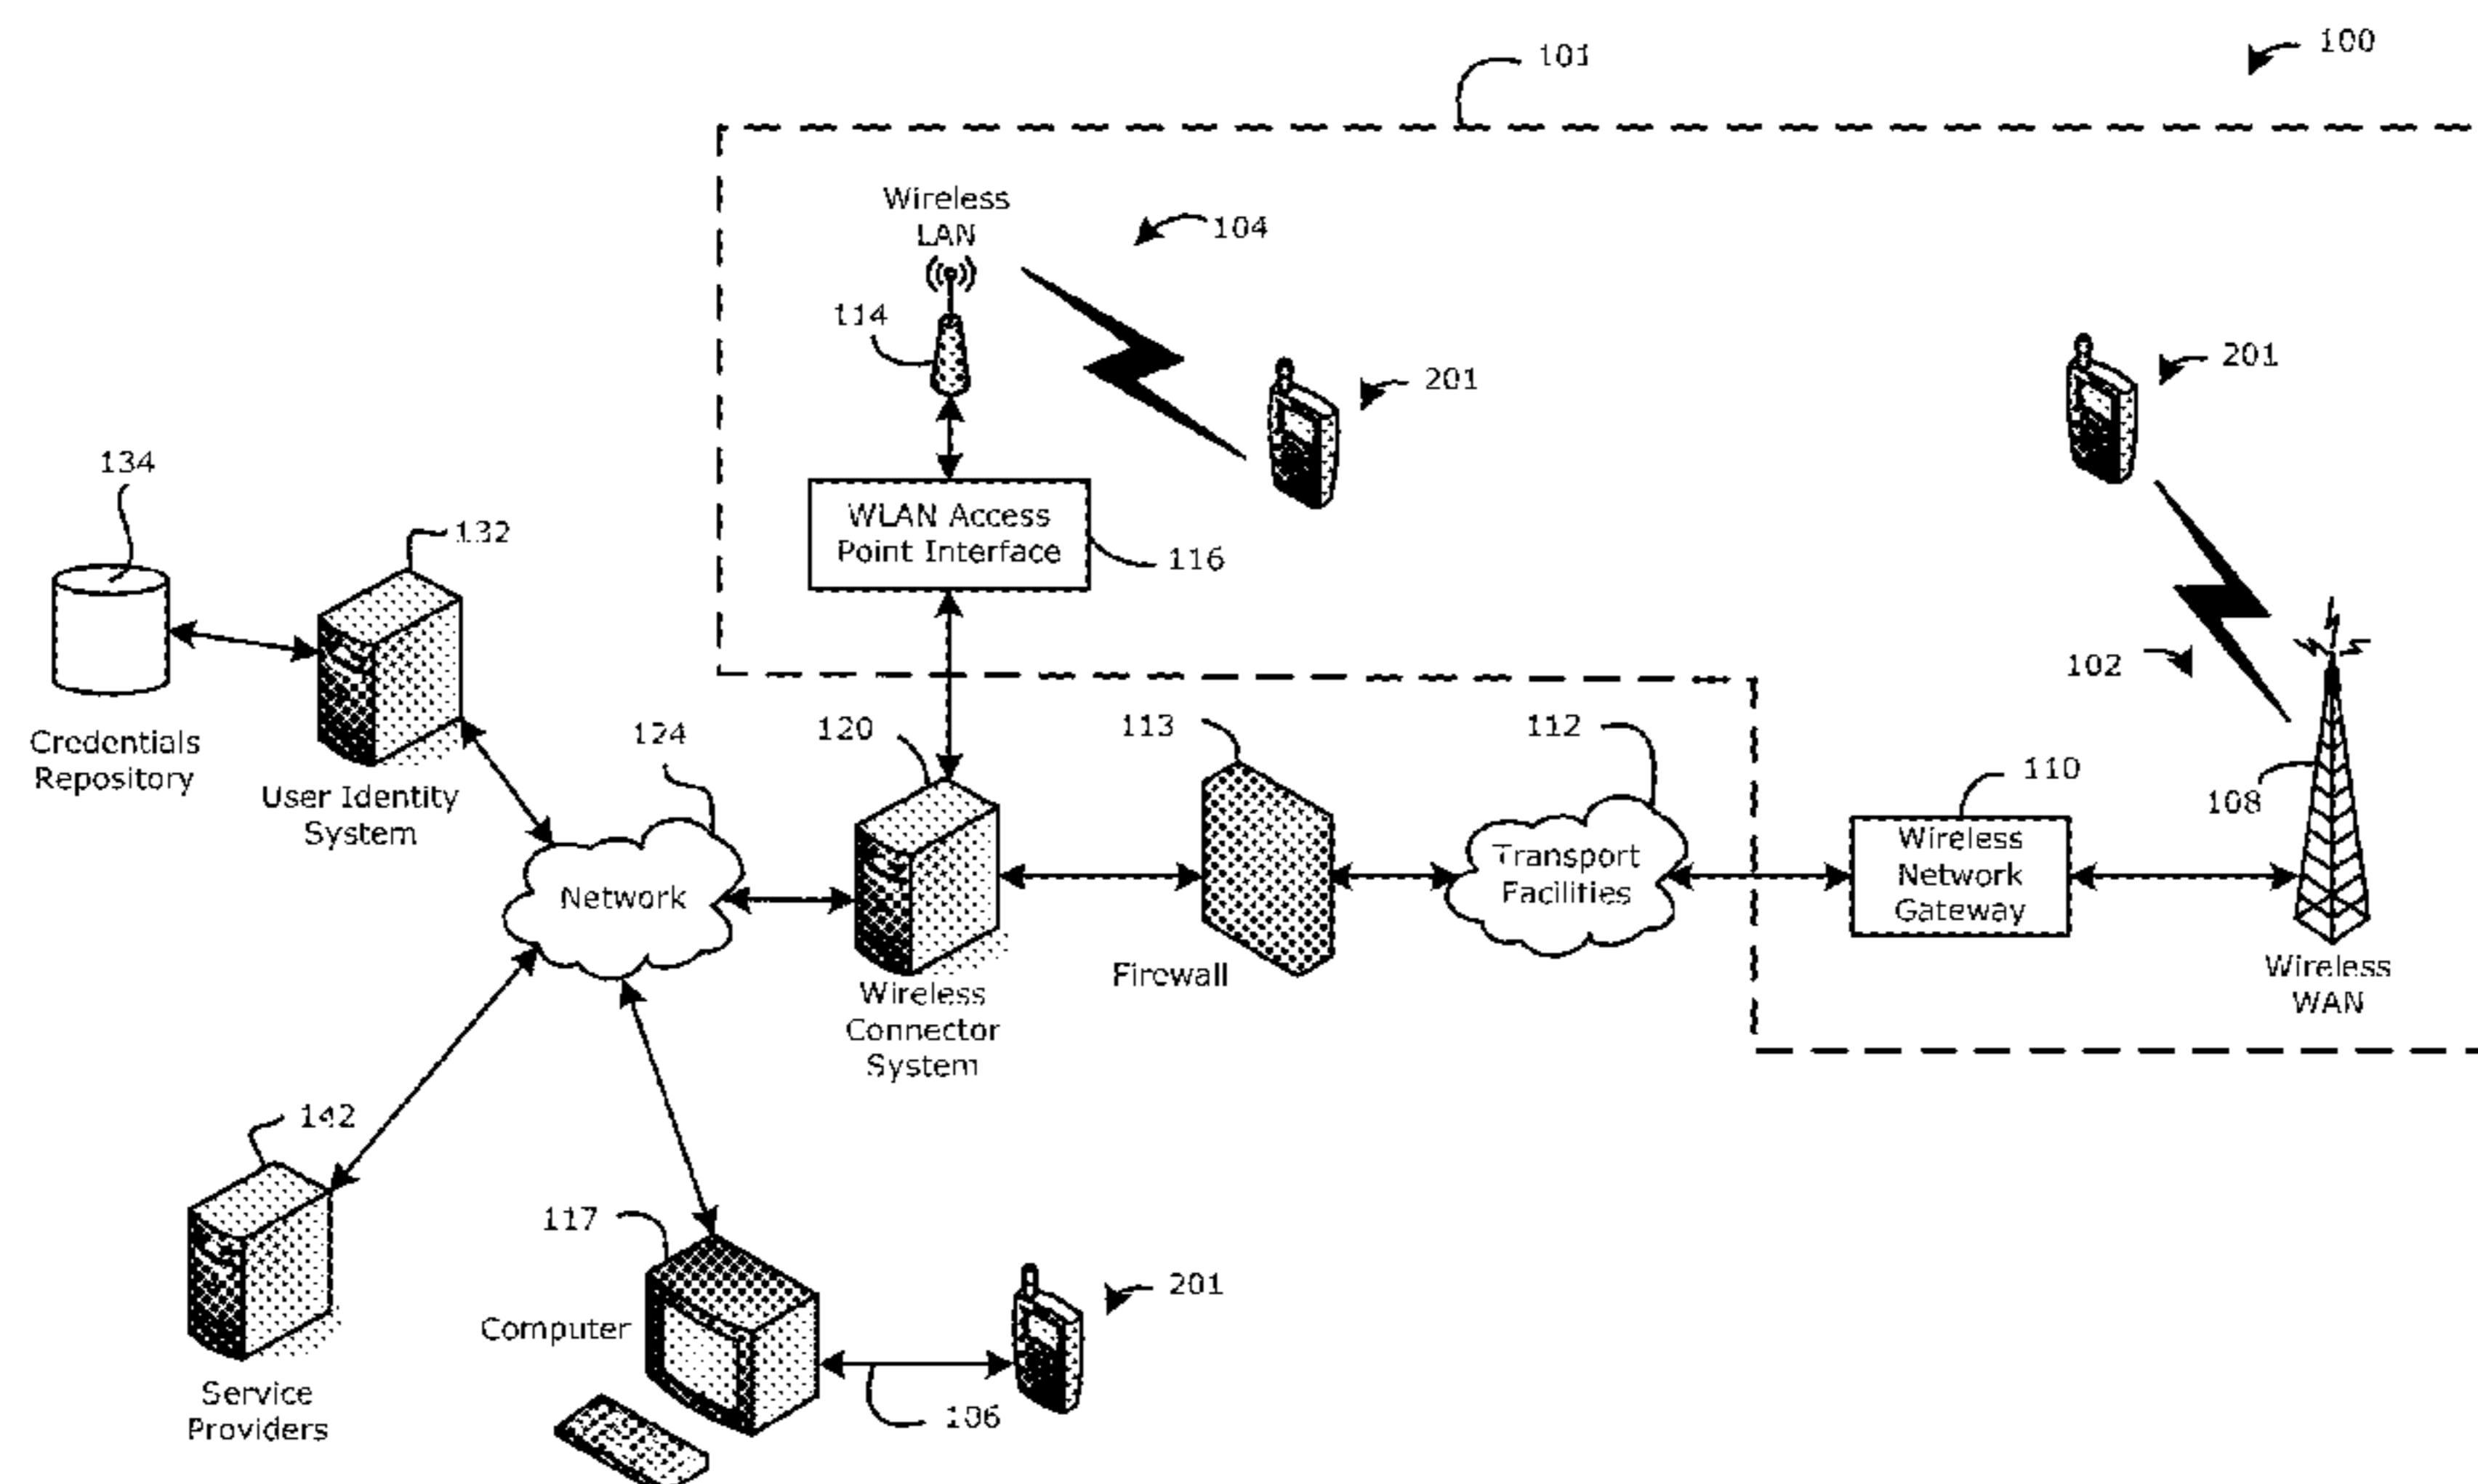 101
100
Wireless
LAN
104
114
201
201
134
132
WLAN Access
Point Interface
116
102
Credentials
Repository
User Identity
System
124
120
113
112
110
108
Network
Transport
Facilities
Wireless
Network
Gateway
Firewall
Wireless
Connector
System
Wireless
WAN
142
117
201
Computer
106
Service
Providers